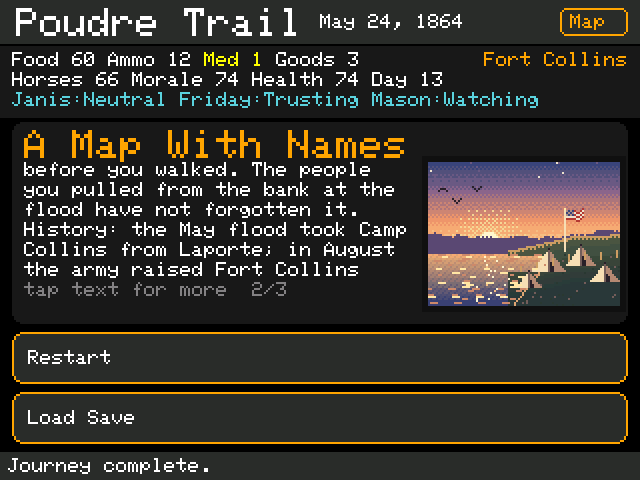 Poudre Trail May 24, 1864 Map
Food 60 Ammo 12 Med 1 Goods 3 Fort Collins
Horses 66 Morale 74 Health 74 Day 13
Janis:Neutral Friday:Trusting Mason:Watching
A Map With Names
before you walked. The people
you pulled from the bank at the
flood have not forgotten it.
History: the May flood took Camp
Collins from Laporte; in August
the army raised Fort Collins
tap text for more 2/3
Restart
Load Save
Journey complete.